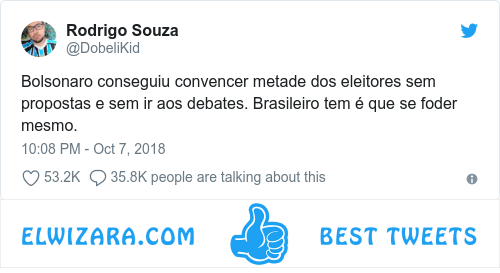 Rodrigo Souza
@DobeliKid
Bolsonaro conseguiu convencer metade dos eleitores sem
propostas e sem ir aos debates. Brasileiro tem é que se foder
mesmo.
10:08 PM - Oct 7, 2018
53.2K 35.8K people are talking about this
ELWIZARA.COM BEST TWEETS